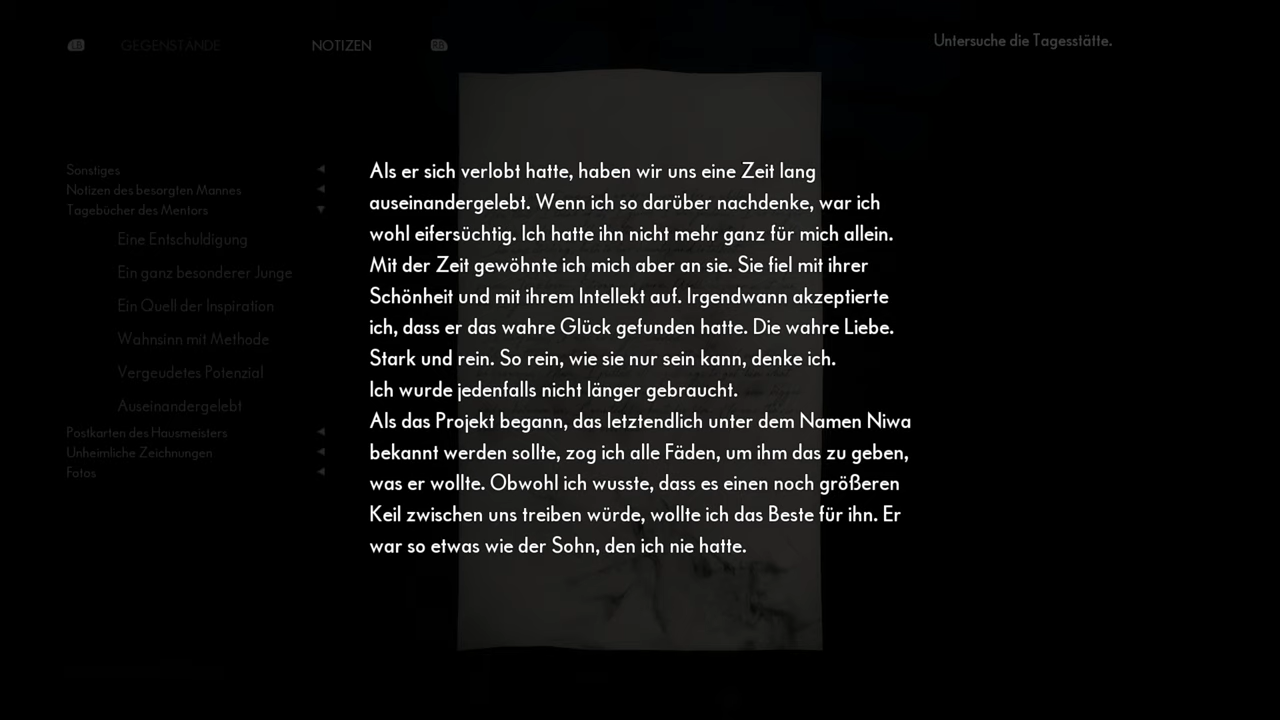 LB GEGENSTÄNDE NOTIZEN RB
Untersuche die Tagesstätte.
Sonstiges
Notizen des besorgten Mannes
Tagebücher des Mentors
Eine Entschuldigung
Ein ganz besonderer Junge
Ein Quell der Inspiration
Wahnsinn mit Methode
Vergeudetes Potenzial
Auseinandergelebt
Postkarten des Hausmeisters
Unheimliche Zeichnungen
Fotos
Als er sich verlobt hatte, haben wir uns eine Zeit lang
auseinandergelebt. Wenn ich so darüber nachdenke, war ich
wohl eifersüchtig. Ich hatte ihn nicht mehr ganz für mich allein.
Mit der Zeit gewöhnte ich mich aber an sie. Sie fiel mit ihrer
Schönheit und mit ihrem Intellekt auf. Irgendwann akzeptierte
ich, dass er das wahre Glück gefunden hatte. Die wahre Liebe.
Stark und rein. So rein, wie sie nur sein kann, denke ich.
Ich wurde jedenfalls nicht länger gebraucht.
Als das Projekt begann, das letztendlich unter dem Namen Niwa
bekannt werden sollte, zog ich alle Fäden, um ihm das zu geben,
was er wollte. Obwohl ich wusste, dass es einen noch größeren
Keil zwischen uns treiben würde, wollte ich das Beste für ihn. Er
war so etwas wie der Sohn, den ich nie hatte.